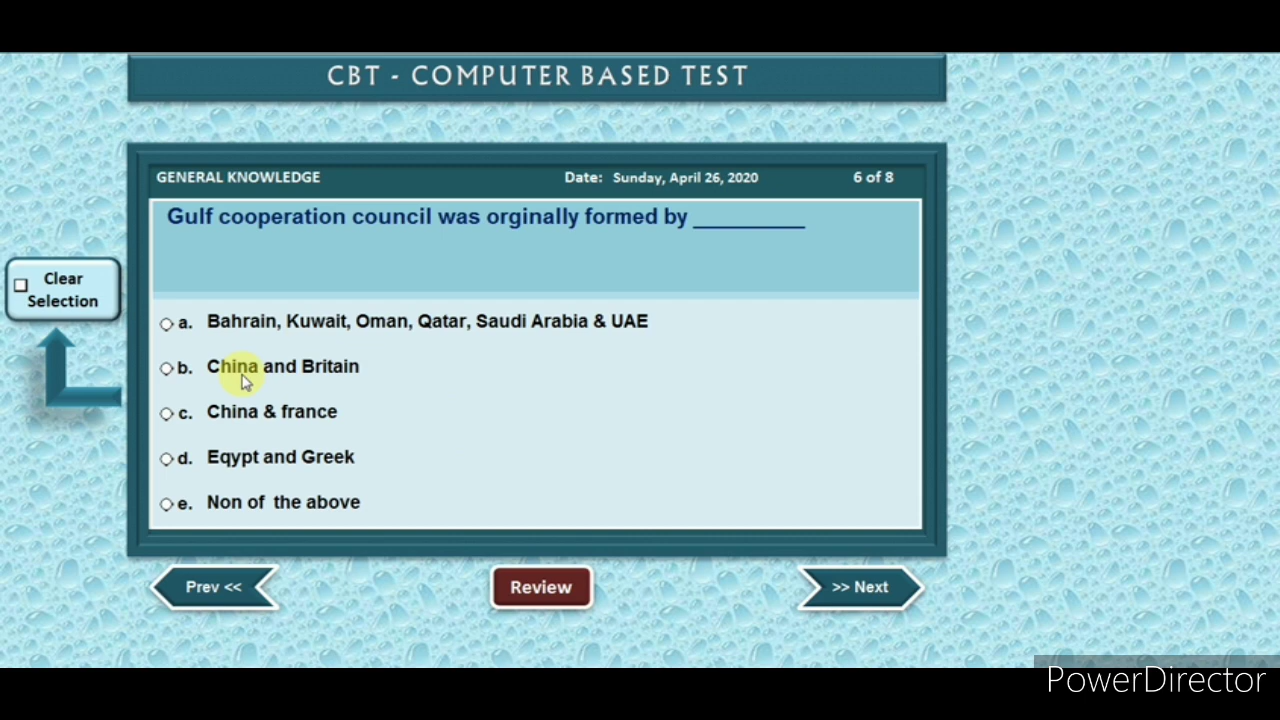 CBT - COMPUTER BASED TEST
GENERAL KNOWLEDGE Date: Sunday, April 26, 2020 6 of 8
Gulf cooperation council was orginally formed by __________
Clear
Selection
a. Bahrain, Kuwait, Oman, Qatar, Saudi Arabia & UAE
b. China and Britain
c. China & france
d. Eqypt and Greek
e. Non of the above
Prev << Review >> Next
PowerDirector